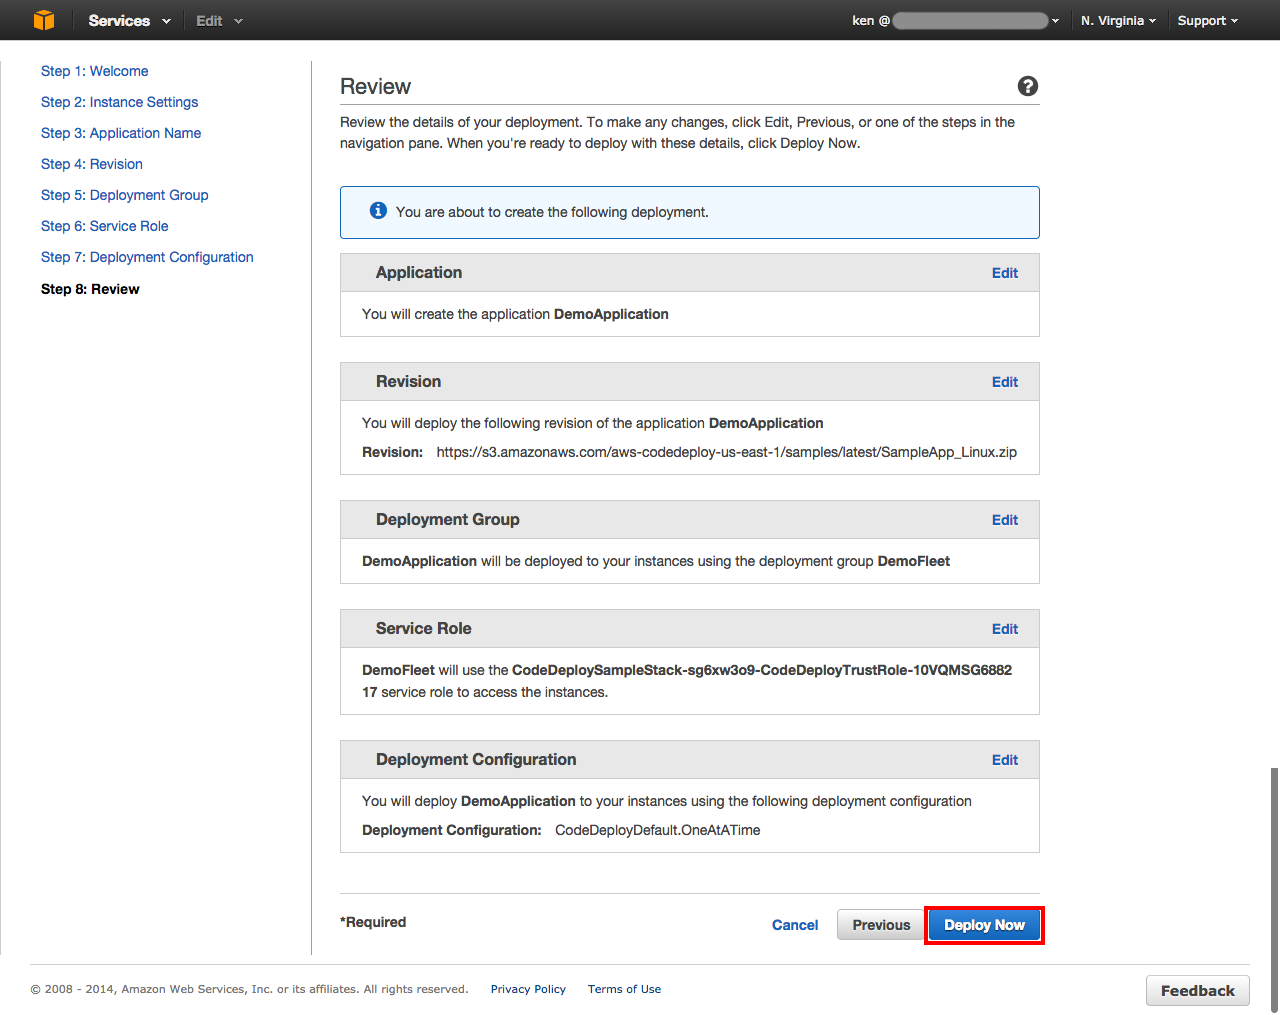 Services Edit ken @ N. Virginia Support
Step 1: Welcome
Step 2: Instance Settings
Step 3: Application Name
Step 4: Revision
Step 5: Deployment Group
Step 6: Service Role
Step 7: Deployment Configuration
Step 8: Review
Review
Review the details of your deployment. To make any changes, click Edit, Previous, or one of the steps in the
navigation pane. When you're ready to deploy with these details, click Deploy Now.
You are about to create the following deployment.
Application Edit
You will create the application DemoApplication
Revision Edit
You will deploy the following revision of the application DemoApplication
Revision: https://s3.amazonaws.com/aws-codedeploy-us-east-1/samples/latest/SampleApp_Linux.zip
Deployment Group Edit
DemoApplication will be deployed to your instances using the deployment group DemoFleet
Service Role Edit
DemoFleet will use the CodeDeploySampleStack-sg6xw3o9-CodeDeployTrustRole-10VQMSG6882
17 service role to access the instances.
Deployment Configuration Edit
You will deploy DemoApplication to your instances using the following deployment configuration
Deployment Configuration: CodeDeployDefault.OneAtATime
*Required Cancel Previous Deploy Now
© 2008 - 2014, Amazon Web Services, Inc. or its affiliates. All rights reserved. Privacy Policy Terms of Use Feedback